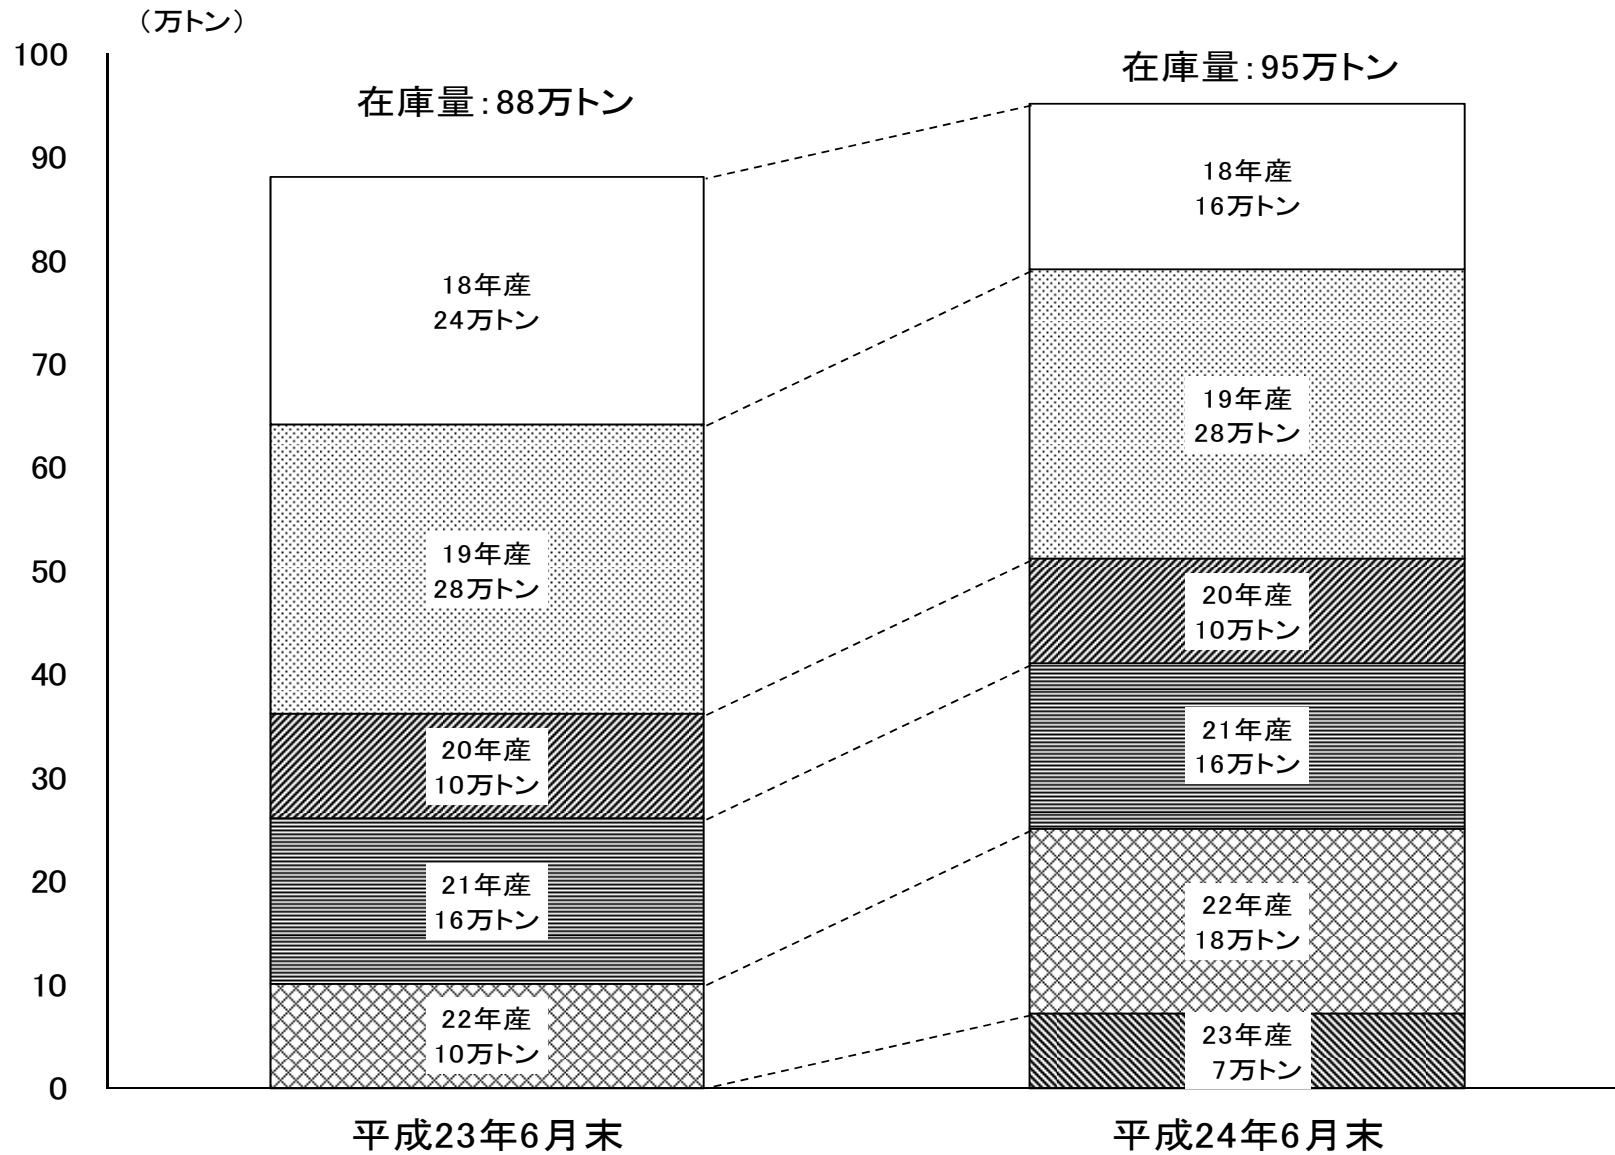 （万トン）
100
90
80
70
60
50
40
30
20
10
0
在庫量：88万トン
18年産
24万トン
19年産
28万トン
20年産
10万トン
21年産
16万トン
22年産
10万トン
平成23年6月末
在庫量：95万トン
18年産
16万トン
19年産
28万トン
20年産
10万トン
21年産
16万トン
22年産
18万トン
23年産
7万トン
平成24年6月末